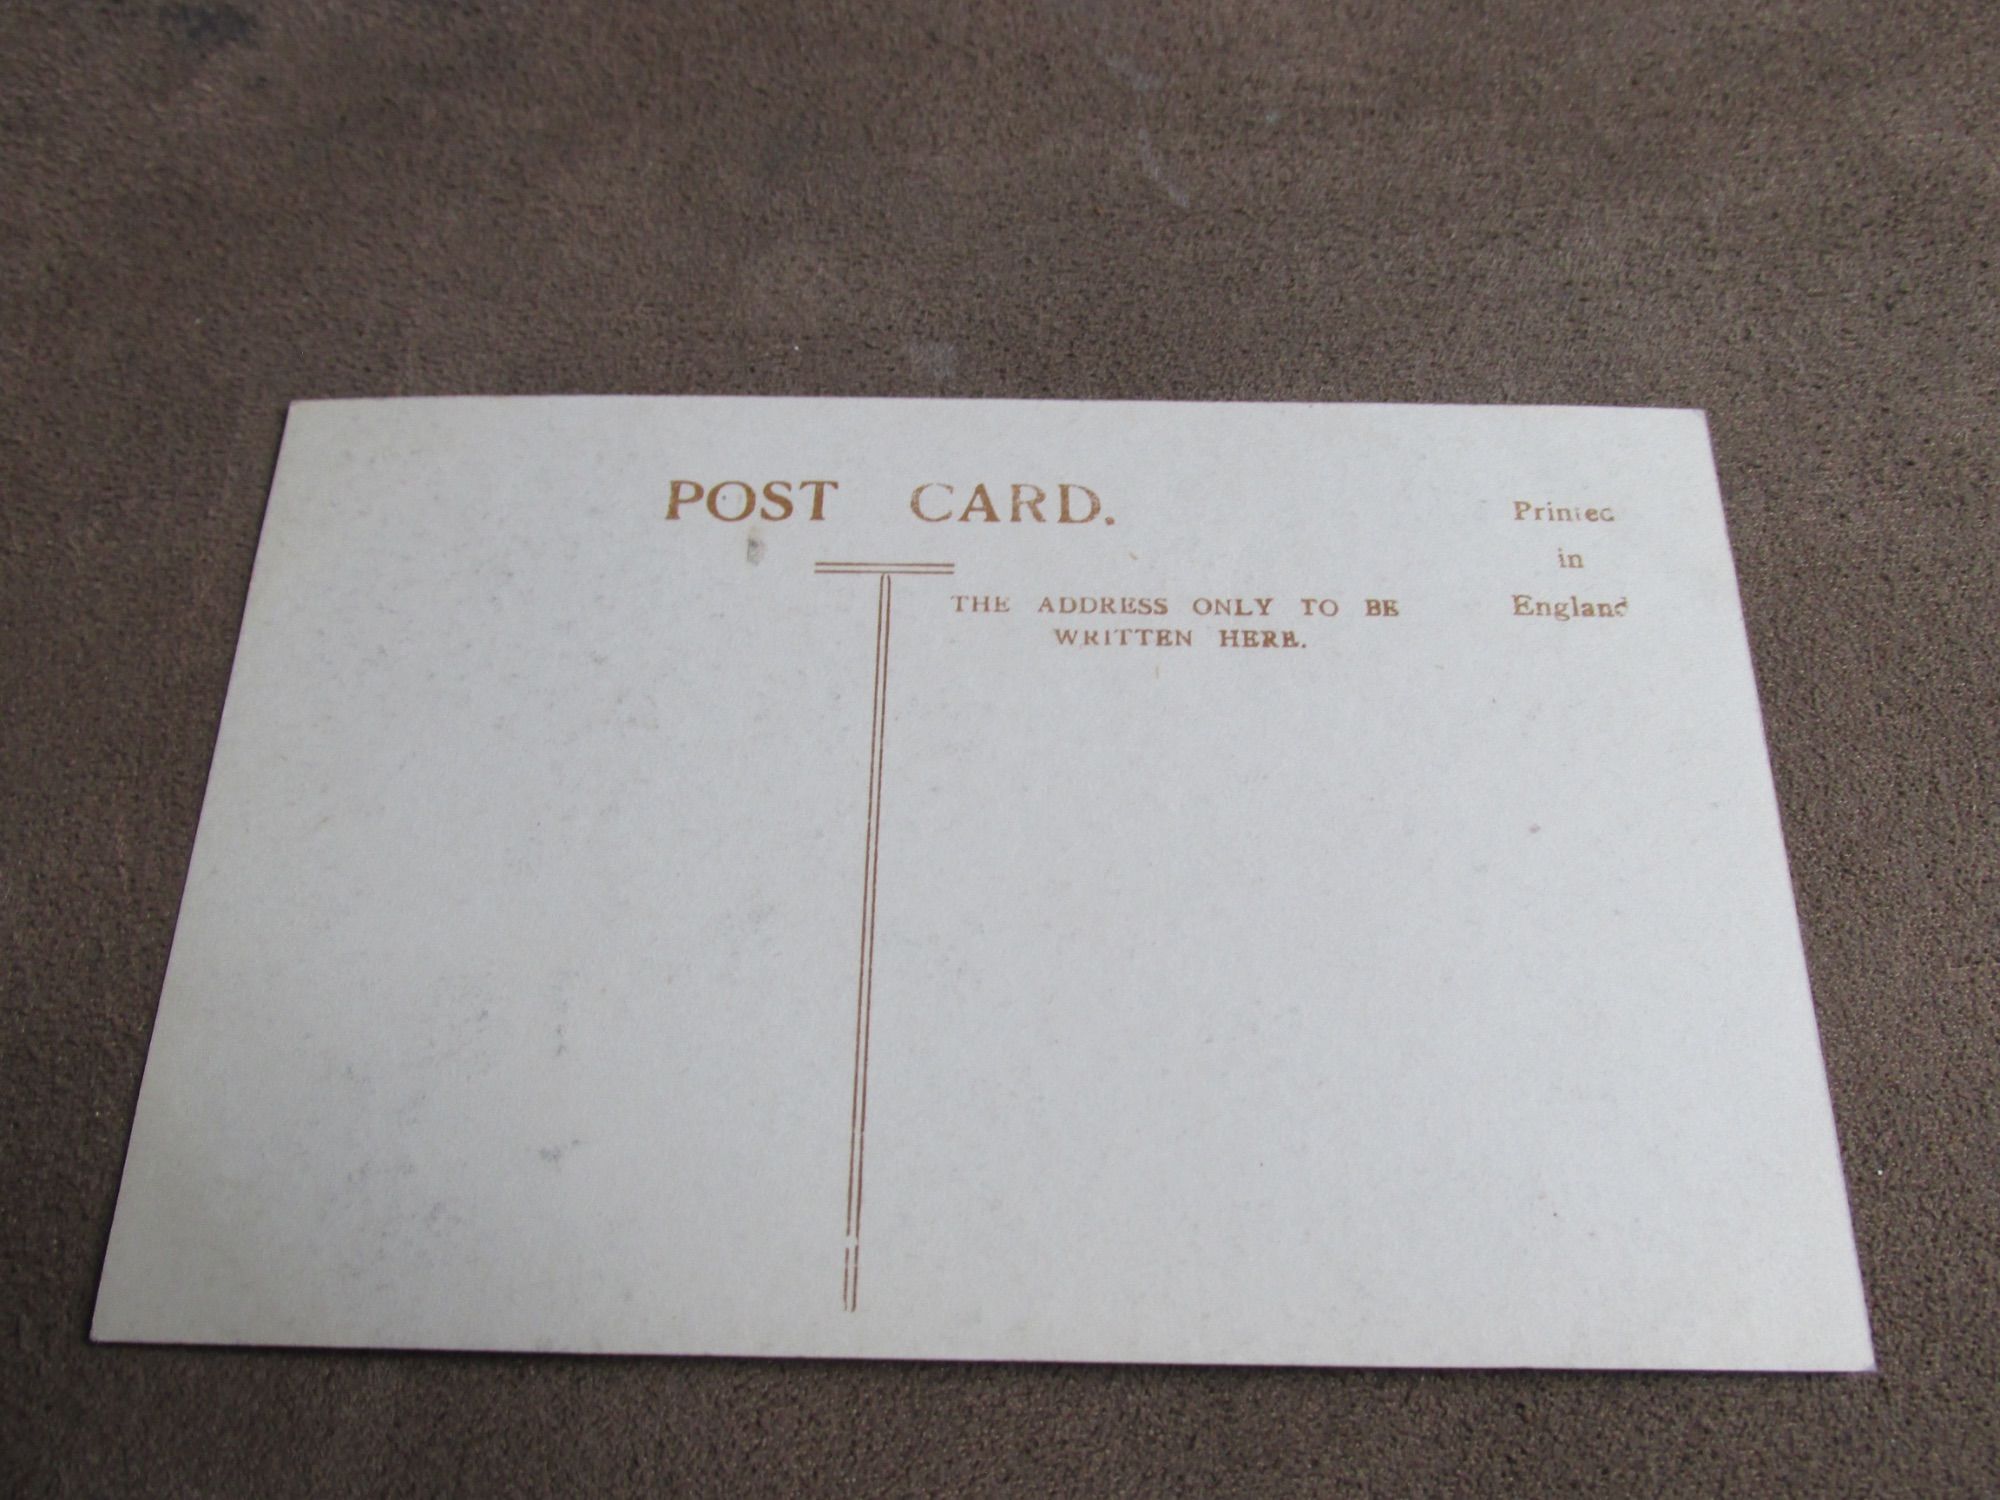 POST CARD.
THE ADDRESS ONLY TO BE
WRITTEN HERE.
Printed
in
England